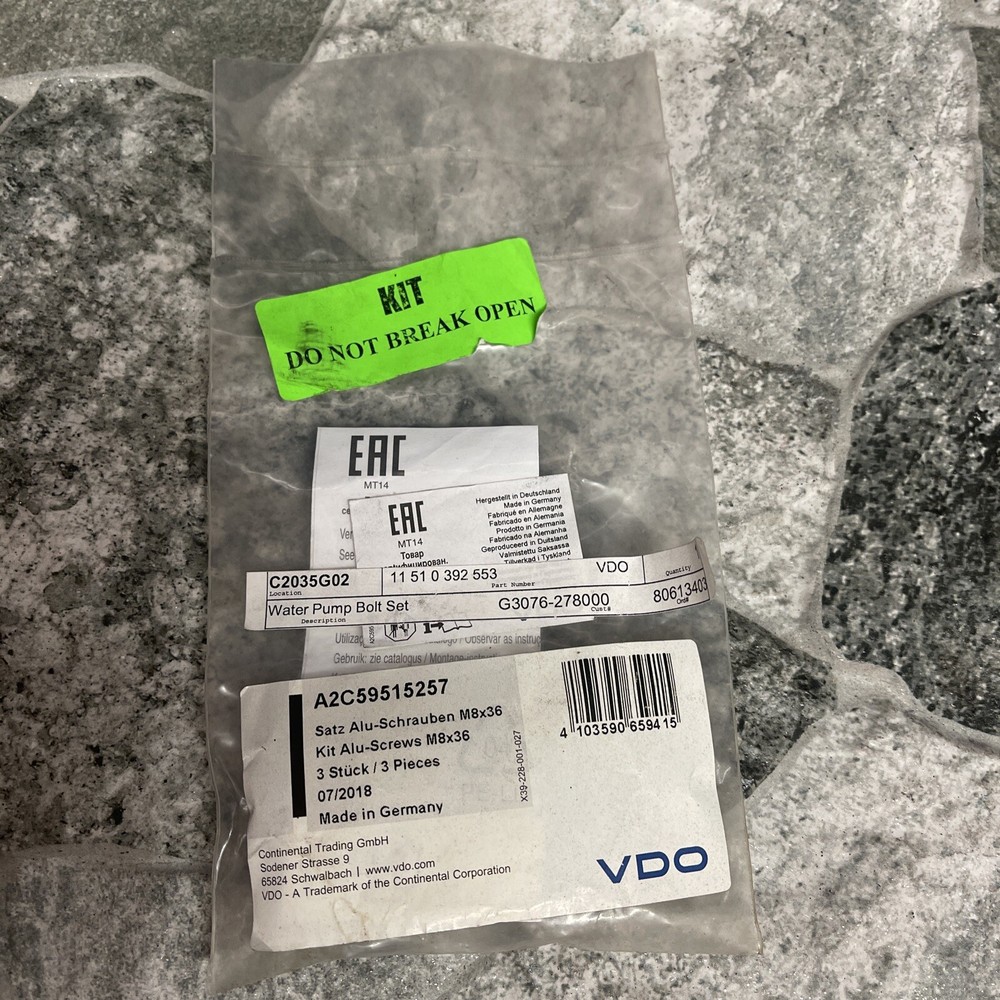 KIT
DO NOT BREAK OPEN
EAC
MT14
EAC
MT14
Товар
Hergestellt in Deutschland
Made in Germany
Fabriqué en Allemagne
Fabricado en Alemania
Prodotto in Germania
Fabricado na Alemanha
Geproduceerd in Duitsland
Valmistettu Saksassa
Tillverkad i Tyskland
C2035G02
Location
11 51 0 392 553
Part Number
VDO
Quantity
Water Pump Bolt Set
Description
G3076-278000
Cust#
80613403
Ord#
Gebruik: zie catalogus /
A2C59515257
Satz Alu-Schrauben M8x36
Kit Alu-Screws M8x36
3 Stück / 3 Pieces
07/2018
Made in Germany
X39-228-001-027
4 103590 659415
Continental Trading GmbH
Sodener Strasse 9
65824 Schwalbach | www.vdo.com
VDO - A Trademark of the Continental Corporation
VDO